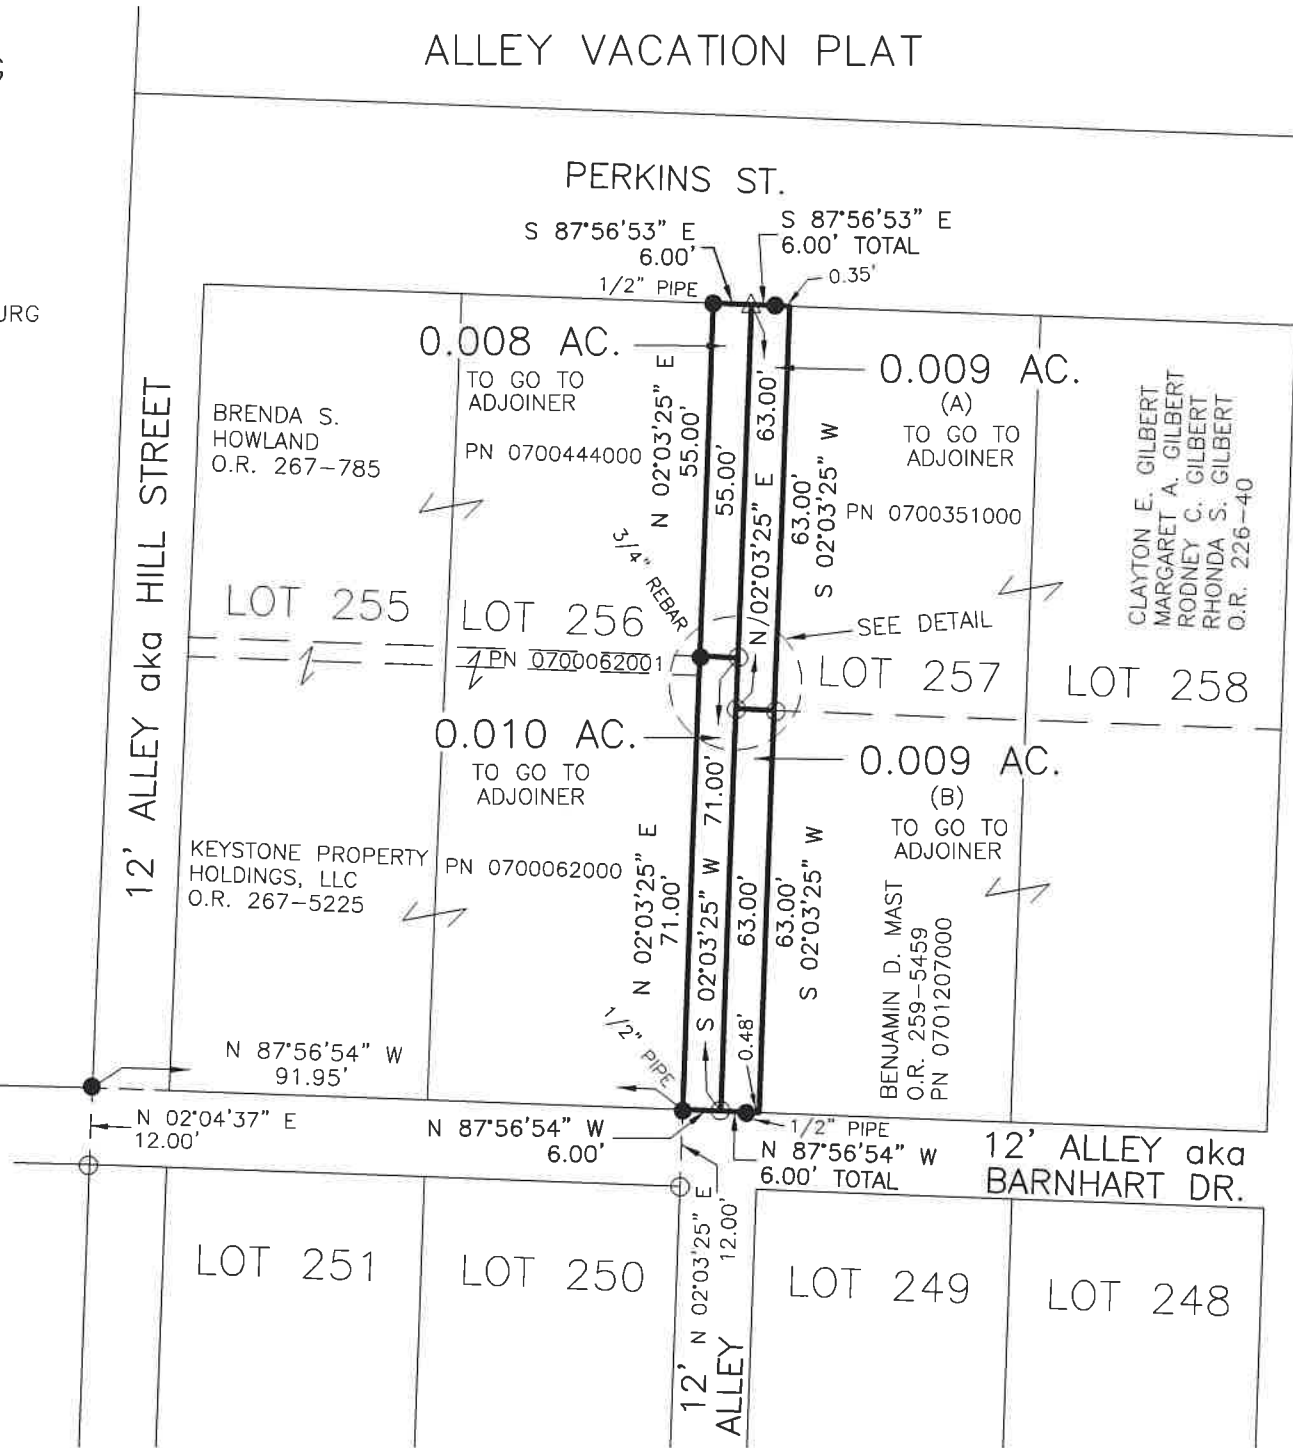 ALLEY VACATION PLAT
JRG
PERKINS ST.
S 87°56'53" E
6.00'
S 87°56'53" E
6.00' TOTAL
0.35'
1/2" PIPE
0.008 AC.
TO GO TO
ADJOINER
PN 0700444000
0.009 AC.
(A)
TO GO TO
ADJOINER
PN 0700351000
BRENDA S.
HOWLAND
O.R. 267-785
12' ALLEY aka HILL STREET
N 02°03'25" E
55.00'
55.00'
N 02°03'25" E 63.00'
63.00'
S 02°03'25" W
CLAYTON E. GILBERT
MARGARET A. GILBERT
RODNEY C. GILBERT
RHONDA S. GILBERT
O.R. 226-40
3/4" REBAR
SEE DETAIL
LOT 255
LOT 256
PN 0700062001
LOT 257
LOT 258
0.010 AC.
TO GO TO
ADJOINER
PN 0700062000
0.009 AC.
(B)
TO GO TO
ADJOINER
KEYSTONE PROPERTY
HOLDINGS, LLC
O.R. 267-5225
N 02°03'25" E
71.00'
S 02°03'25" W 71.00'
63.00'
63.00'
S 02°03'25" W
BENJAMIN D. MAST
O.R. 259-5459
PN 0701207000
1/2" PIPE
0.48'
N 87°56'54" W
91.95'
N 02°04'37" E
12.00'
N 87°56'54" W
6.00'
1/2" PIPE
N 87°56'54" W
6.00' TOTAL
12' ALLEY aka
BARNHART DR.
N 02°03'25" E
12.00'
12'
ALLEY
LOT 251
LOT 250
LOT 249
LOT 248